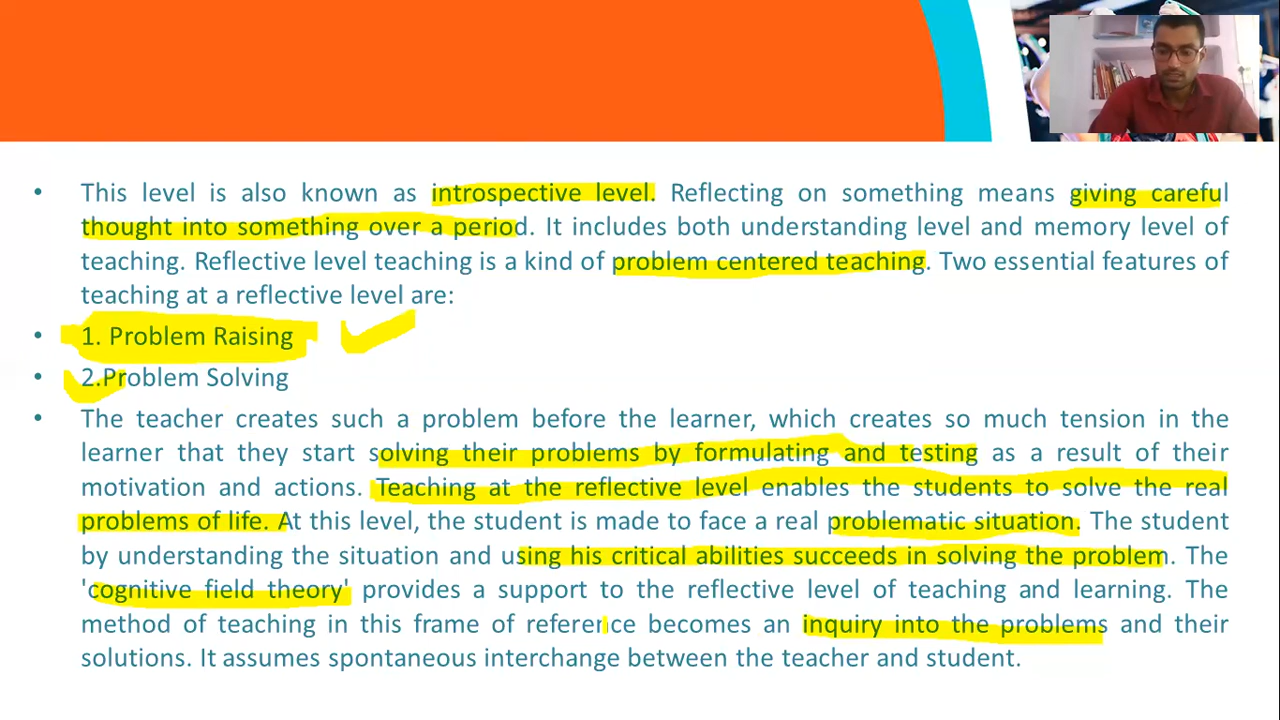 • This level is also known as introspective level. Reflecting on something means giving careful
thought into something over a period. It includes both understanding level and memory level of
teaching. Reflective level teaching is a kind of problem centered teaching. Two essential features of
teaching at a reflective level are:
• 1. Problem Raising
• 2.Problem Solving
• The teacher creates such a problem before the learner, which creates so much tension in the
learner that they start solving their problems by formulating and testing as a result of their
motivation and actions. Teaching at the reflective level enables the students to solve the real
problems of life. At this level, the student is made to face a real problematic situation. The student
by understanding the situation and using his critical abilities succeeds in solving the problem. The
'cognitive field theory' provides a support to the reflective level of teaching and learning. The
method of teaching in this frame of reference becomes an inquiry into the problems and their
solutions. It assumes spontaneous interchange between the teacher and student.